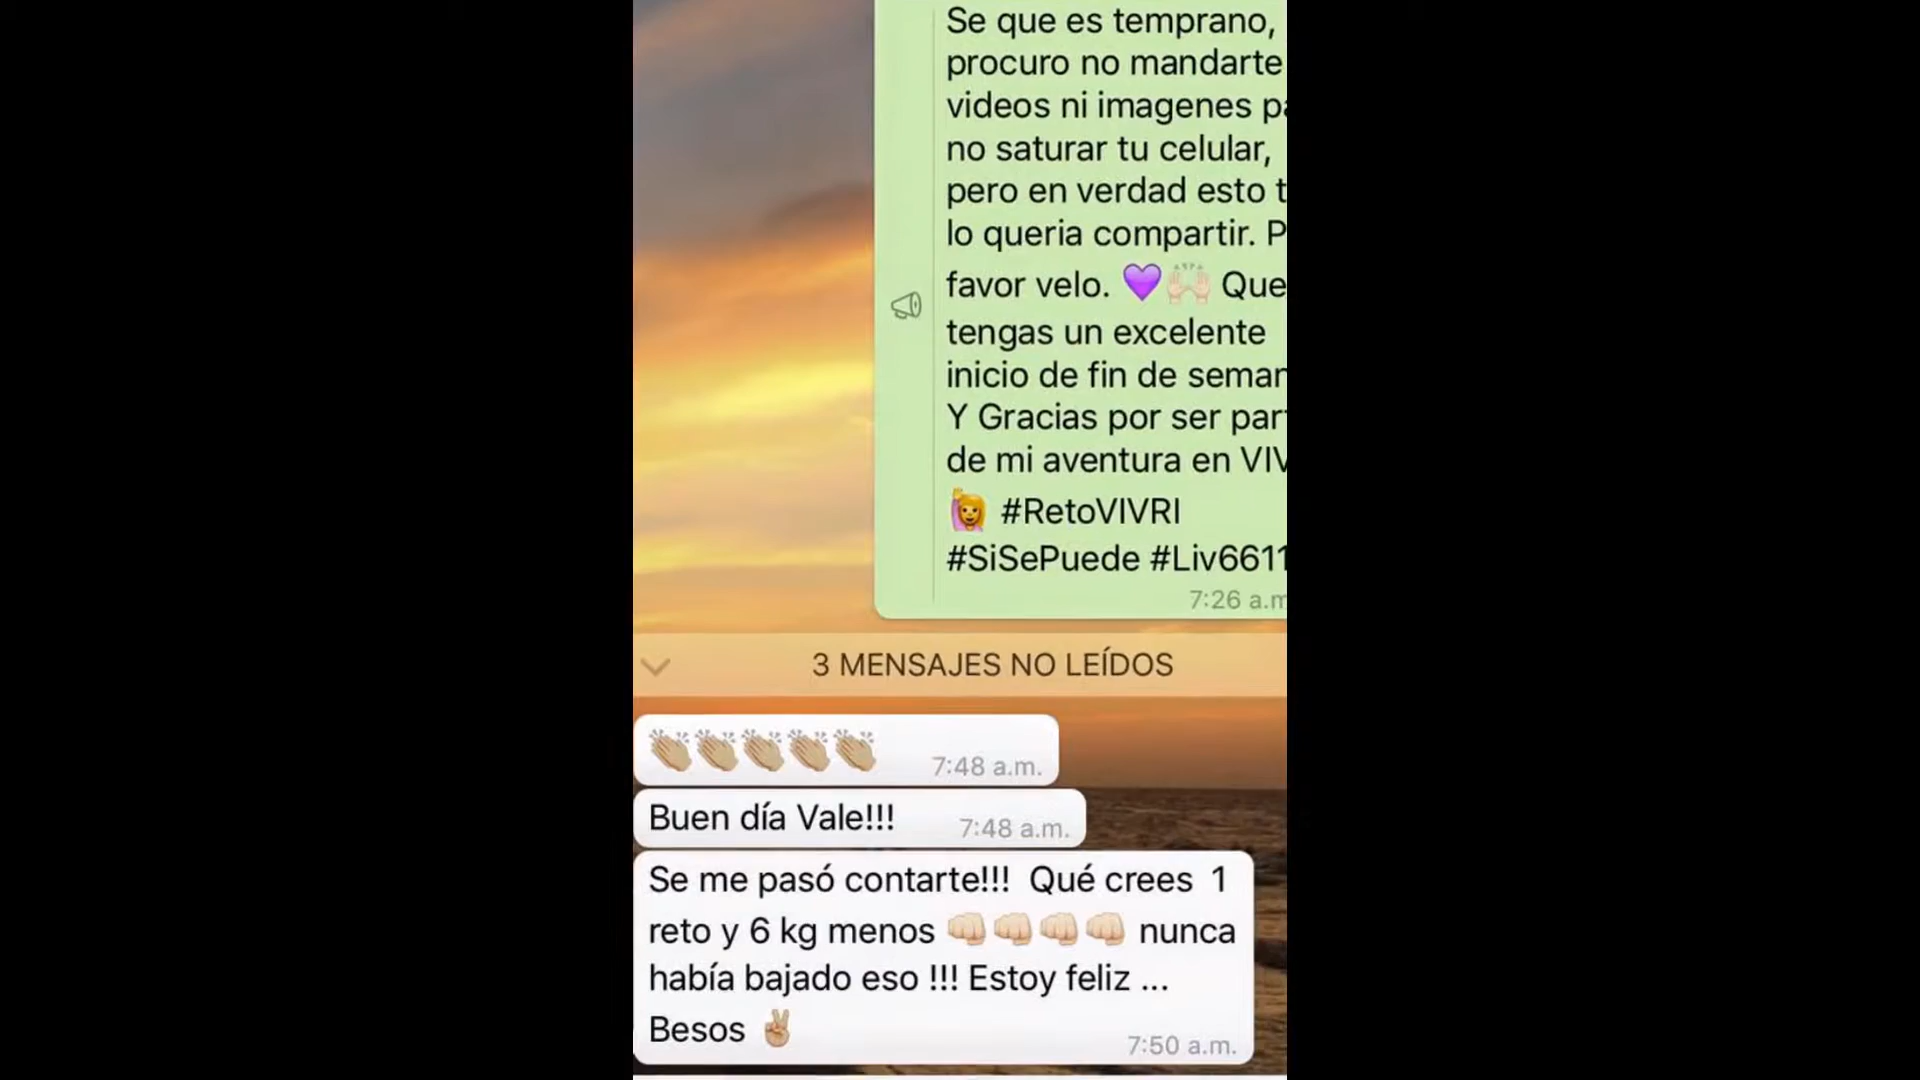 Se que es temprano,
procuro no mandarte
videos ni imagenes
no saturar tu celular,
pero en verdad esto
lo queria compartir.
favor velo. 💜🙌🏻 Que
tengas un excelente
inicio de fin de
Y Gracias por ser
de mi aventura en
🙋 #RetoVIVRI
#SiSePuede #Liv6611
7:26 a.m
3 MENSAJES NO LEÍDOS
👏🏼👏🏼👏🏼👏🏼👏🏼 7:48 a.m.
Buen día Vale!!! 7:48 a.m.
Se me pasó contarte!!! Qué crees 1
reto y 6 kg menos 👊🏻👊🏻👊🏻👊🏻 nunca
había bajado eso !!! Estoy feliz ...
Besos ✌🏼 7:50 a.m.